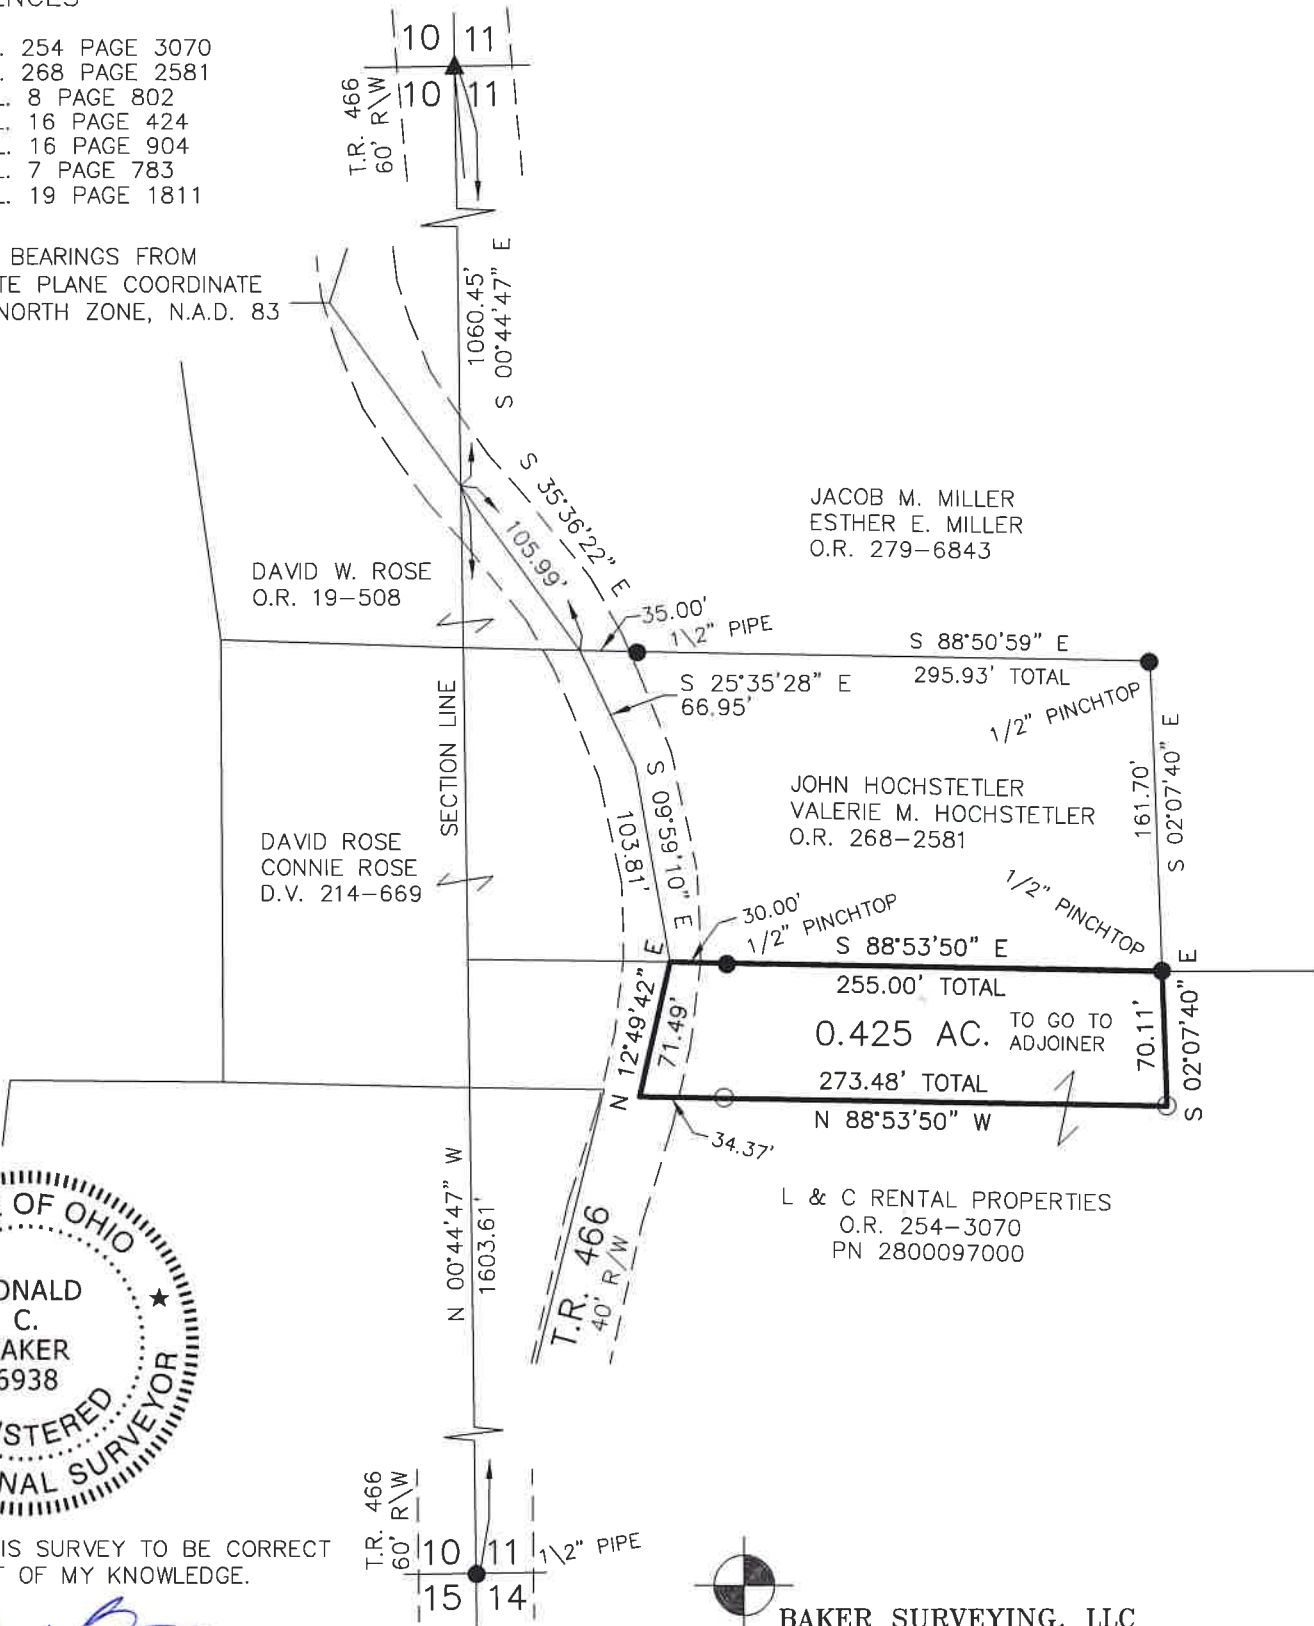 254 PAGE 3070
268 PAGE 2581
8 PAGE 802
16 PAGE 424
16 PAGE 904
7 PAGE 783
19 PAGE 1811
BEARINGS FROM
PLANE COORDINATE
NORTH ZONE, N.A.D. 83
10 11
10 11
T.R. 466
60' R\W
1060.45'
S 00°44'47" E
S 35°36'22" E
105.99'
JACOB M. MILLER
ESTHER E. MILLER
O.R. 279-6843
DAVID W. ROSE
O.R. 19-508
35.00'
1\2" PIPE
S 88°50'59" E
295.93' TOTAL
S 25°35'28" E
66.95'
1/2" PINCHTOP
SECTION LINE
161.70'
S 02°07'40" E
JOHN HOCHSTETLER
VALERIE M. HOCHSTETLER
O.R. 268-2581
S 09°59'10" E
103.81'
DAVID ROSE
CONNIE ROSE
D.V. 214-669
30.00'
1/2" PINCHTOP
1/2" PINCHTOP
S 88°53'50" E
255.00' TOTAL
0.425 AC. TO GO TO
ADJOINER
N 12°49'42" E
71.49'
70.11'
S 02°07'40" E
273.48' TOTAL
N 88°53'50" W
34.37'
L & C RENTAL PROPERTIES
O.R. 254-3070
PN 2800097000
N 00°44'47" W
1603.61'
T.R. 466
40' R/W
OF OHIO
C.
6938
SURVEYOR
IS SURVEY TO BE CORRECT
OF MY KNOWLEDGE.
T.R. 466
60' R\W
10 11
15 14
1\2" PIPE
BAKER SURVEYING, LLC